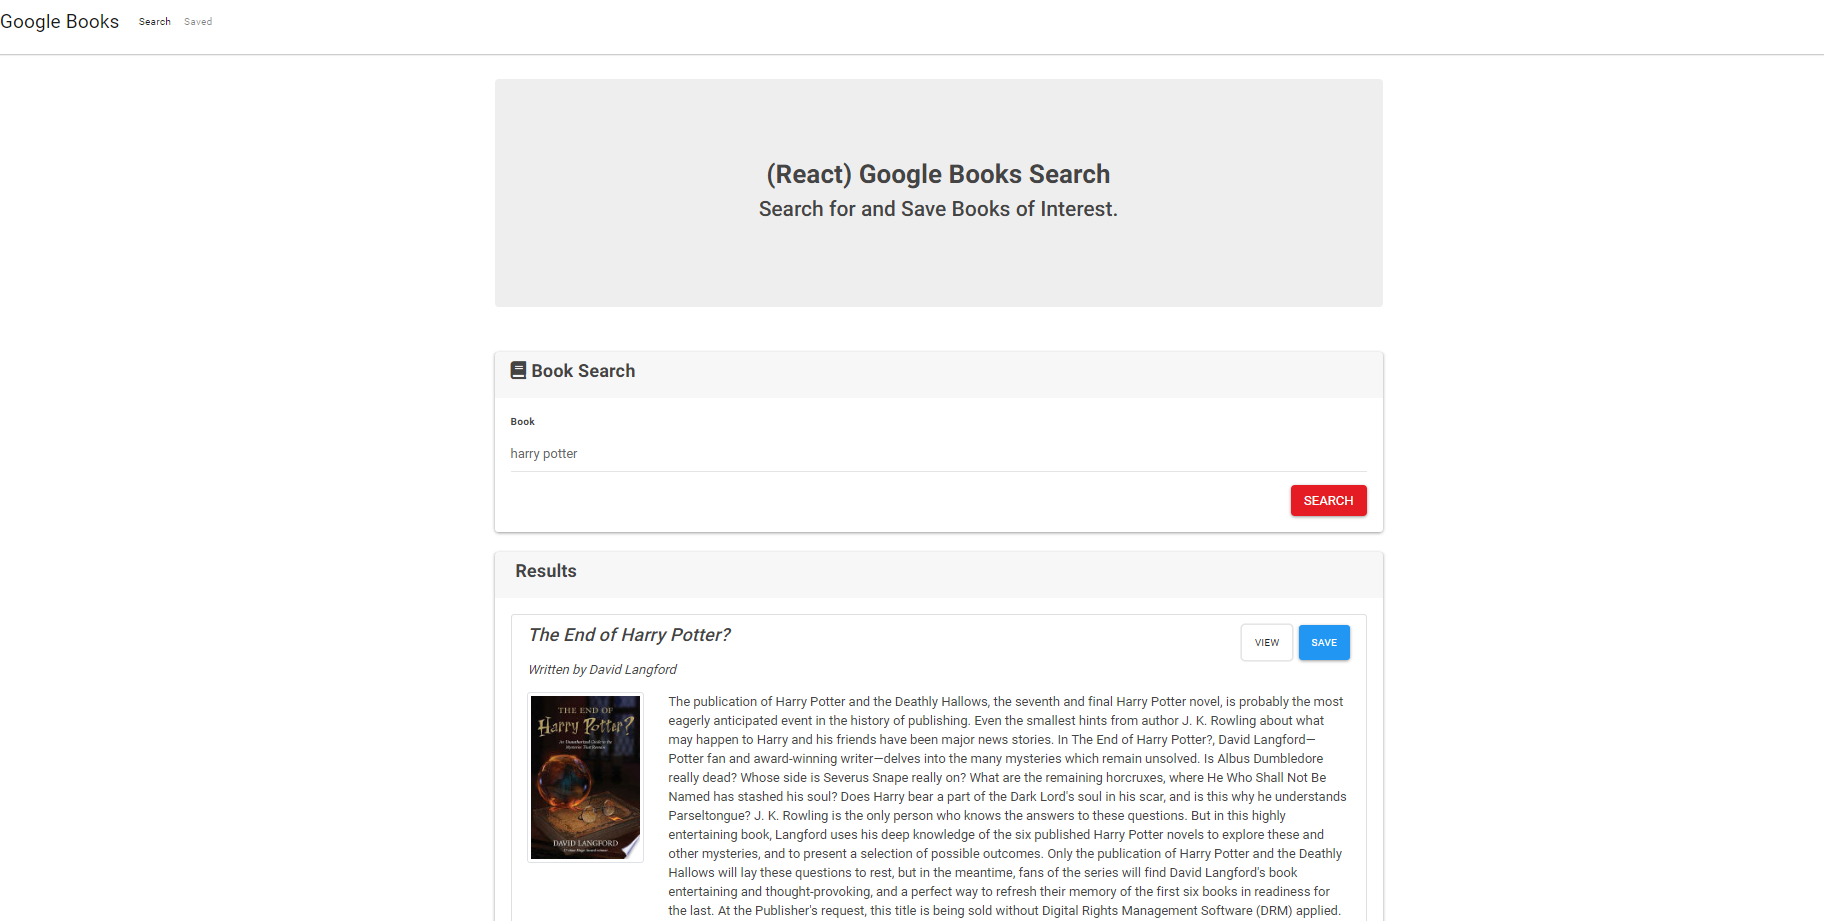 Google Books Search Saved
(React) Google Books Search
Search for and Save Books of Interest.
Book Search
Book
harry potter
SEARCH
Results
The End of Harry Potter?
VIEW SAVE
Written by David Langford
THE END OF
Harry Potter?
An Unauthorized Guide to the
Mysteries That Remain
DAVID LANGFORD
The publication of Harry Potter and the Deathly Hallows, the seventh and final Harry Potter novel, is probably the most
eagerly anticipated event in the history of publishing. Even the smallest hints from author J. K. Rowling about what
may happen to Harry and his friends have been major news stories. In The End of Harry Potter?, David Langford—
Potter fan and award-winning writer—delves into the many mysteries which remain unsolved. Is Albus Dumbledore
really dead? Whose side is Severus Snape really on? What are the remaining horcruxes, where He Who Shall Not Be
Named has stashed his soul? Does Harry bear a part of the Dark Lord's soul in his scar, and is this why he understands
Parseltongue? J. K. Rowling is the only person who knows the answers to these questions. But in this highly
entertaining book, Langford uses his deep knowledge of the six published Harry Potter novels to explore these and
other mysteries, and to present a selection of possible outcomes. Only the publication of Harry Potter and the Deathly
Hallows will lay these questions to rest, but in the meantime, fans of the series will find David Langford's book
entertaining and thought-provoking, and a perfect way to refresh their memory of the first six books in readiness for
the last. At the Publisher's request, this title is being sold without Digital Rights Management Software (DRM) applied.